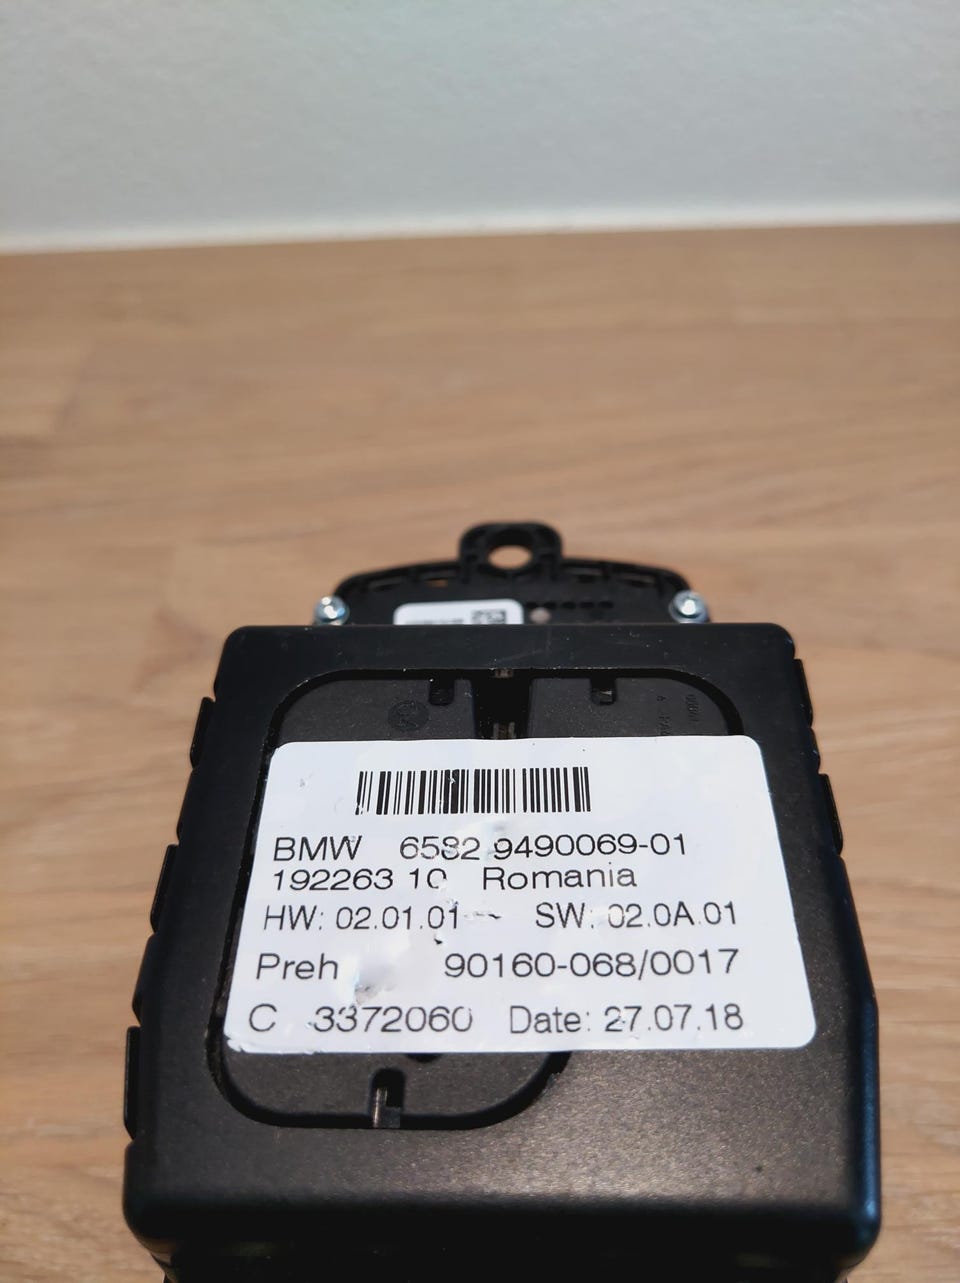 BMW 6582 9490069-01
192263 10 Romania
HW: 02.01.01 SW: 02.0A.01
Preh 90160-068/0017
C 3372060 Date: 27.07.18